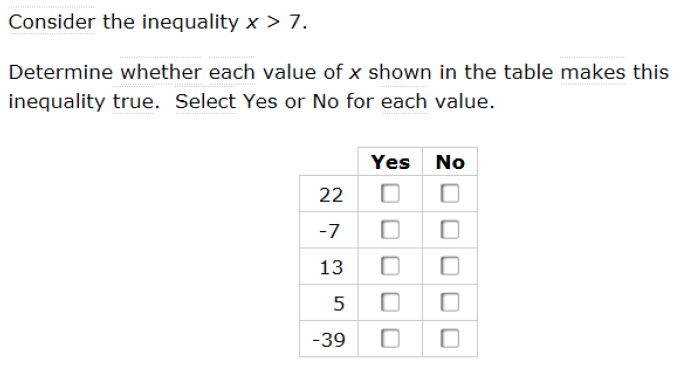 Consider the inequality x > 7.
Determine whether each value of x shown in the table makes this
inequality true. Select Yes or No for each value.
Yes No
22
-7
13
5
-39